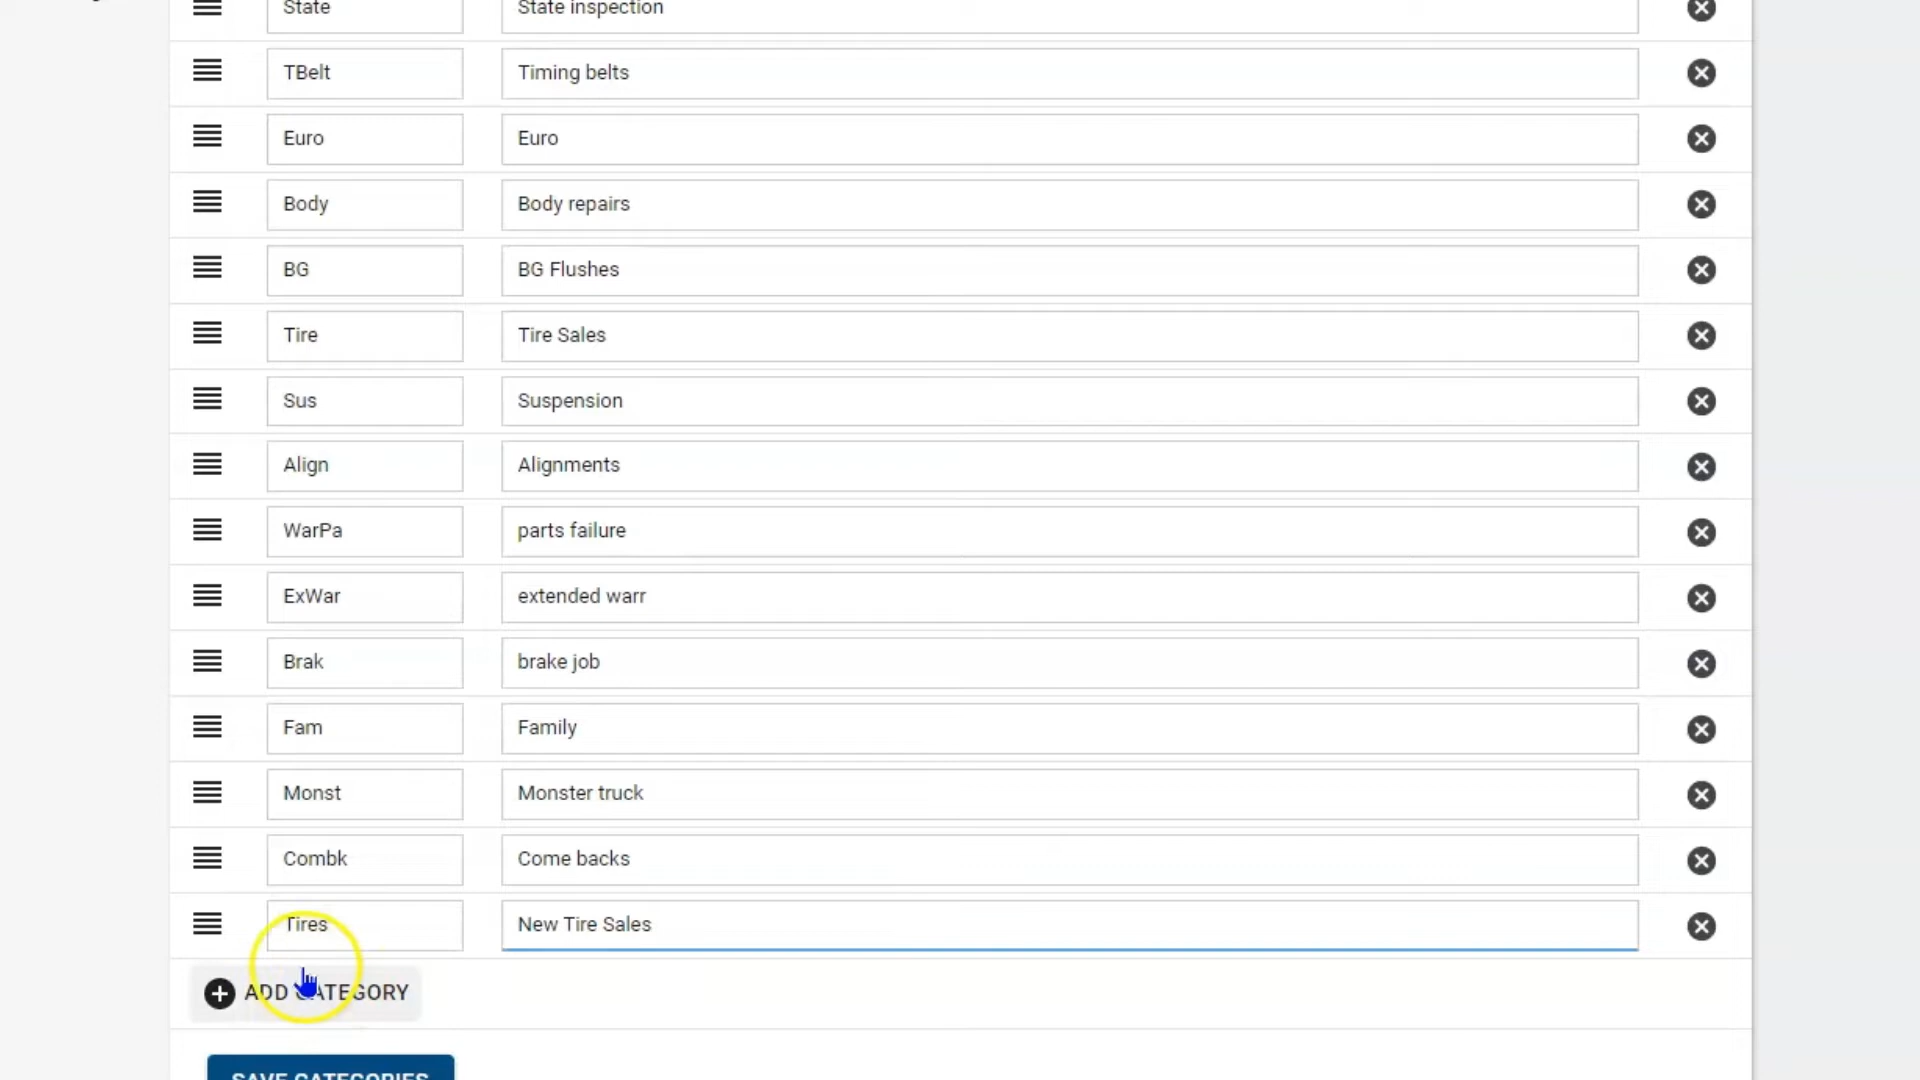 State State inspection
TBelt Timing belts
Euro Euro
Body Body repairs
BG BG Flushes
Tire Tire Sales
Sus Suspension
Align Alignments
WarPa parts failure
ExWar extended warr
Brak brake job
Fam Family
Monst Monster truck
Combk Come backs
Tires New Tire Sales
ADD CATEGORY
SAVE CATEGORIES